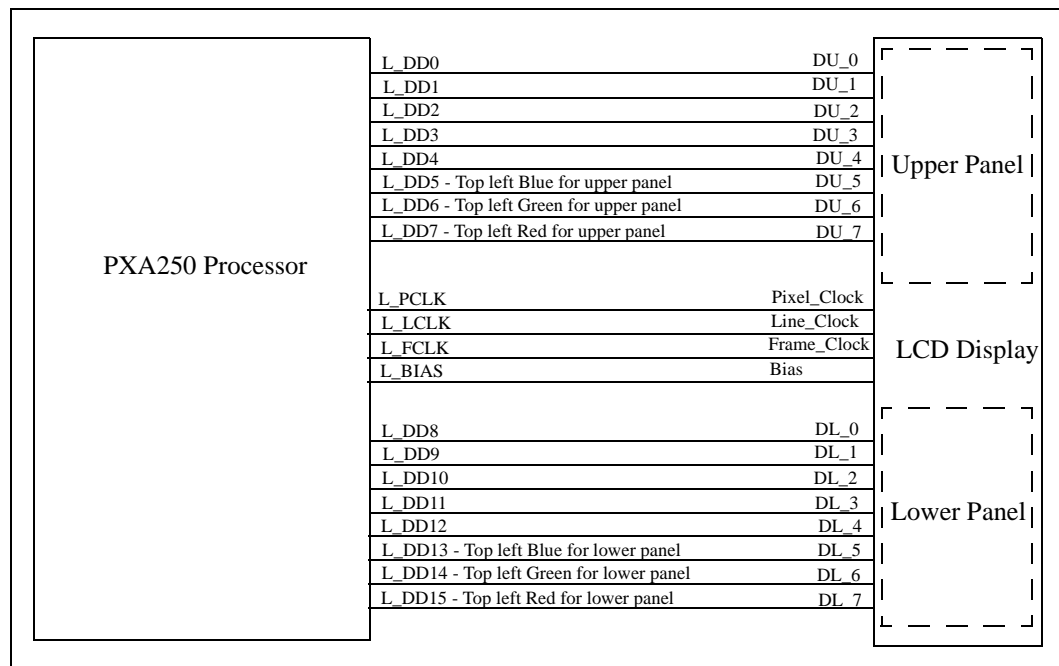 L_DD0 DU_0
L_DD1 DU_1
L_DD2 DU_2
L_DD3 DU_3
L_DD4 DU_4
L_DD5 - Top left Blue for upper panel DU_5
L_DD6 - Top left Green for upper panel DU_6
L_DD7 - Top left Red for upper panel DU_7
Upper Panel
PXA250 Processor
L_PCLK Pixel_Clock
L_LCLK Line_Clock
L_FCLK Frame_Clock
L_BIAS Bias
LCD Display
L_DD8 DL_0
L_DD9 DL_1
L_DD10 DL_2
L_DD11 DL_3
L_DD12 DL_4
L_DD13 - Top left Blue for lower panel DL_5
L_DD14 - Top left Green for lower panel DL_6
L_DD15 - Top left Red for lower panel DL_7
Lower Panel